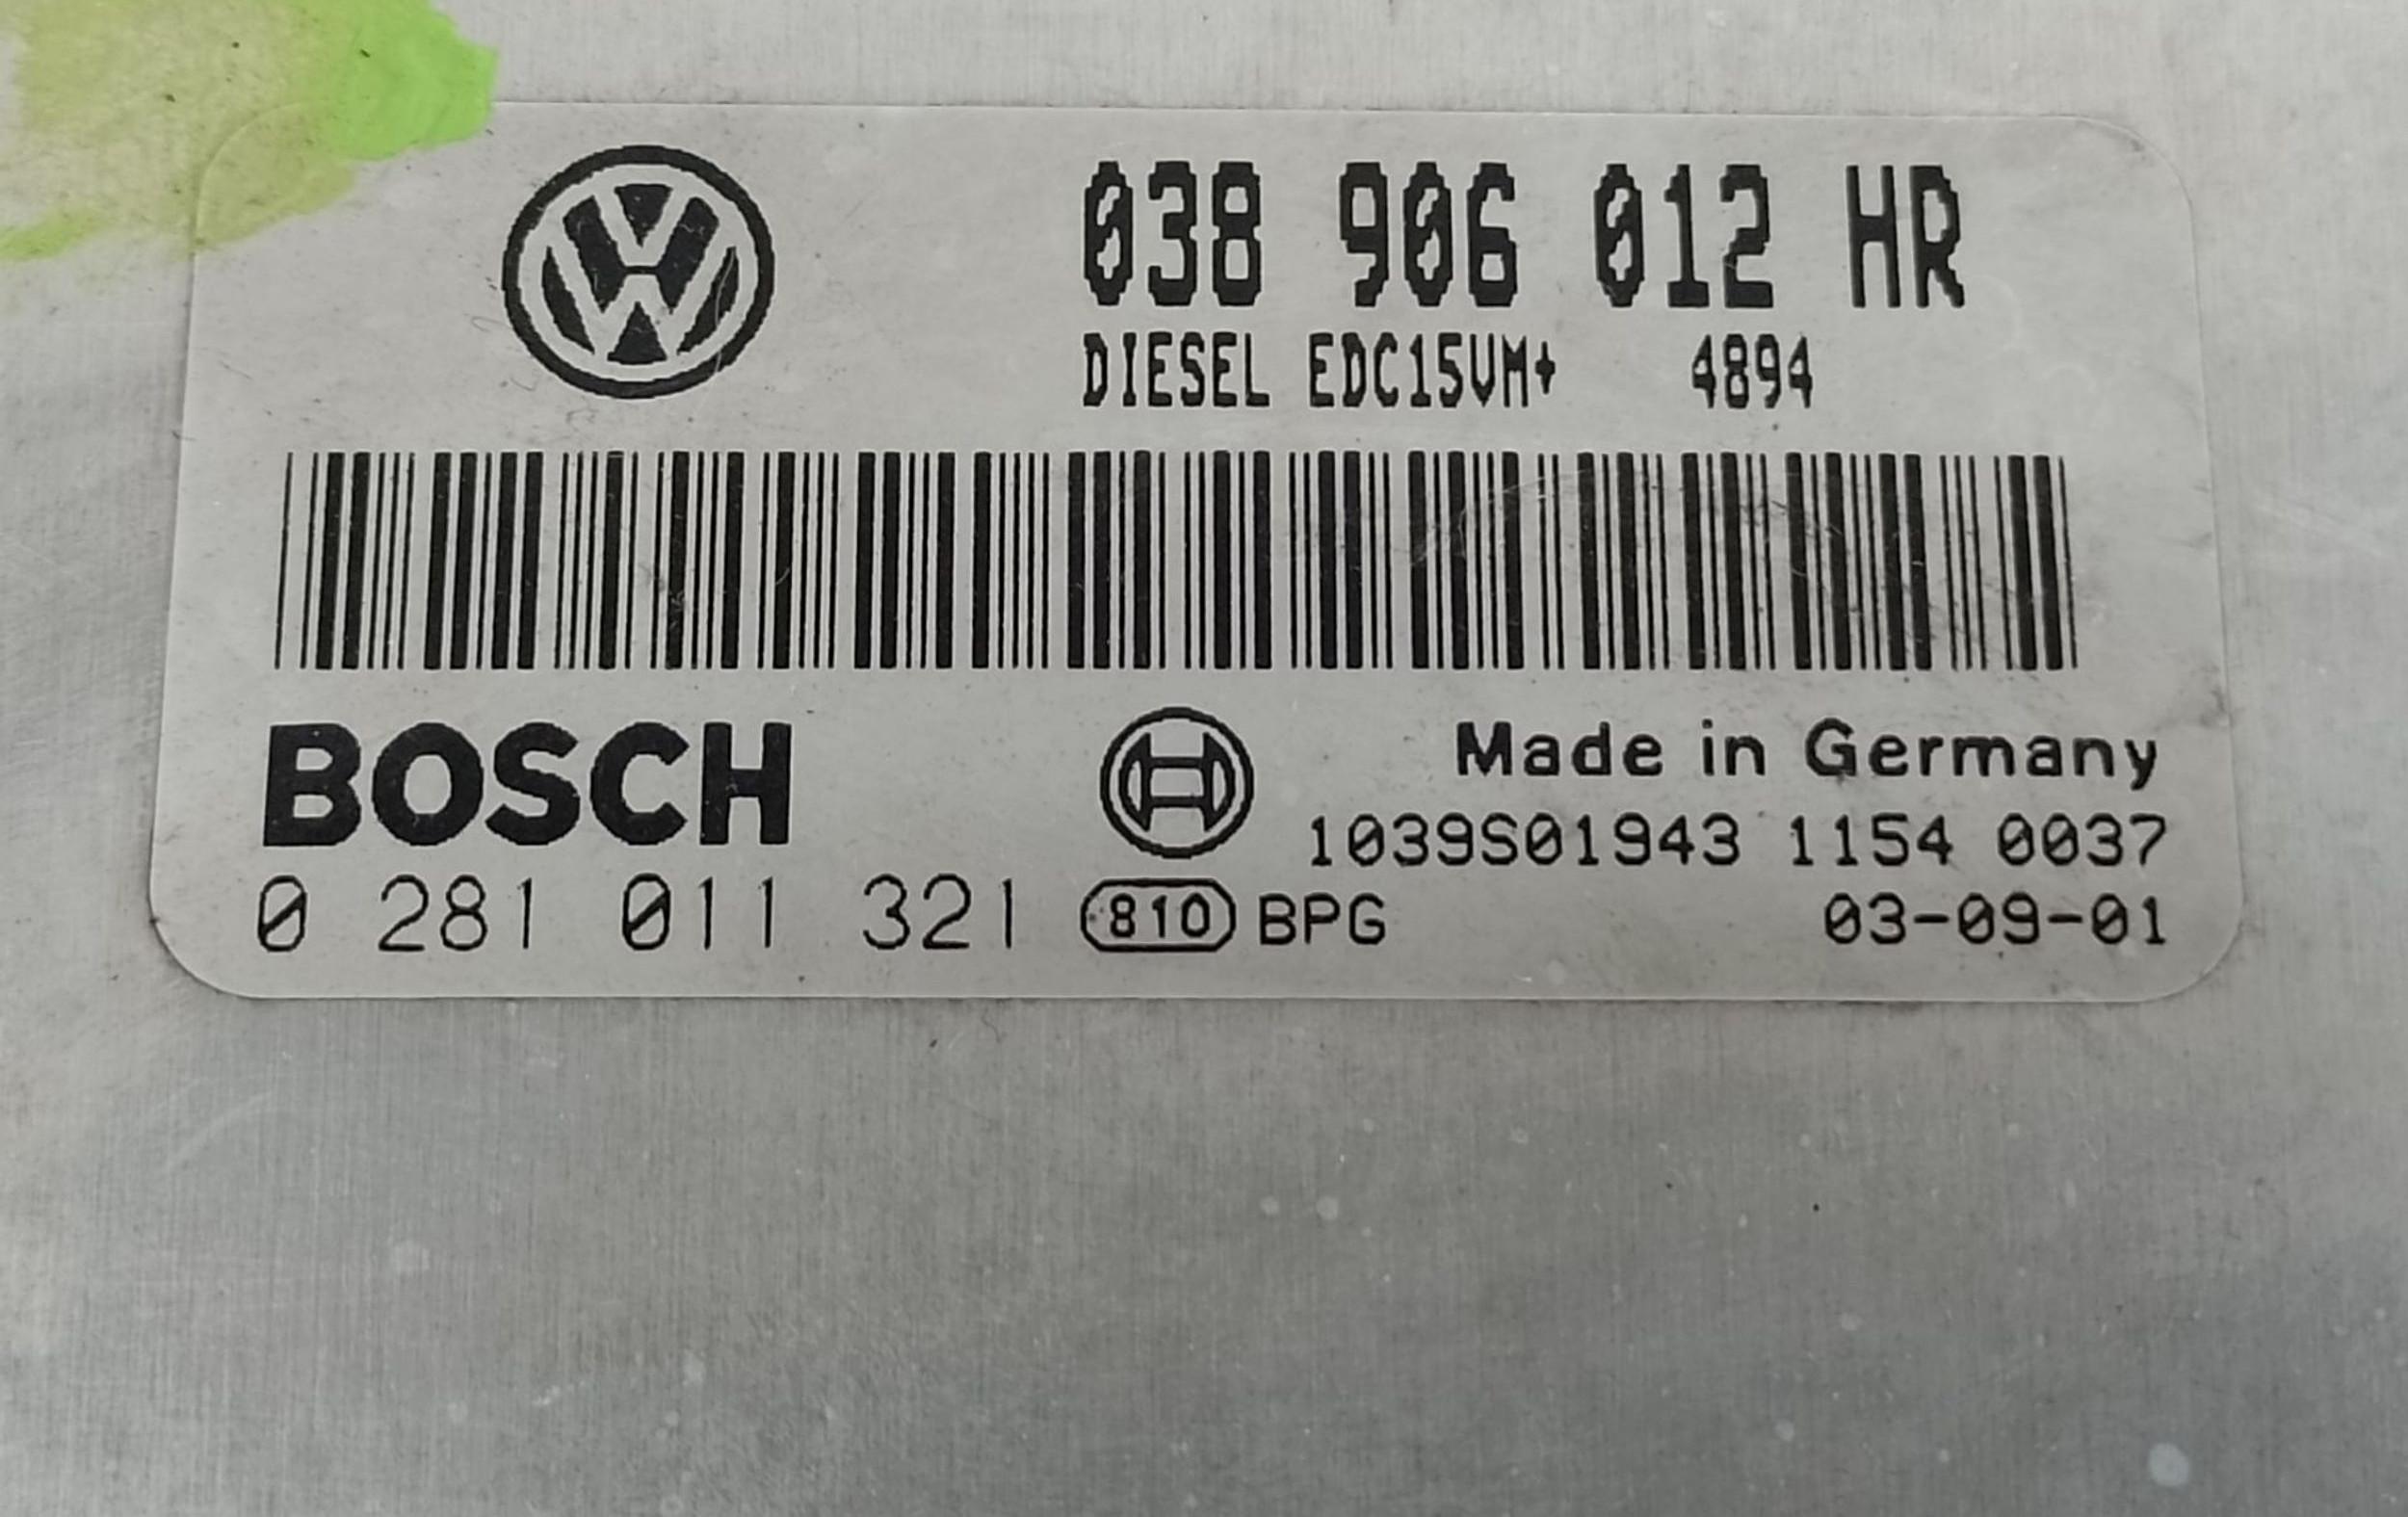 038 906 012 HR
DIESEL EDC15VM+ 4894
BOSCH
Made in Germany
1039S01943 1154 0037
0 281 011 321 810 BPG 03-09-01